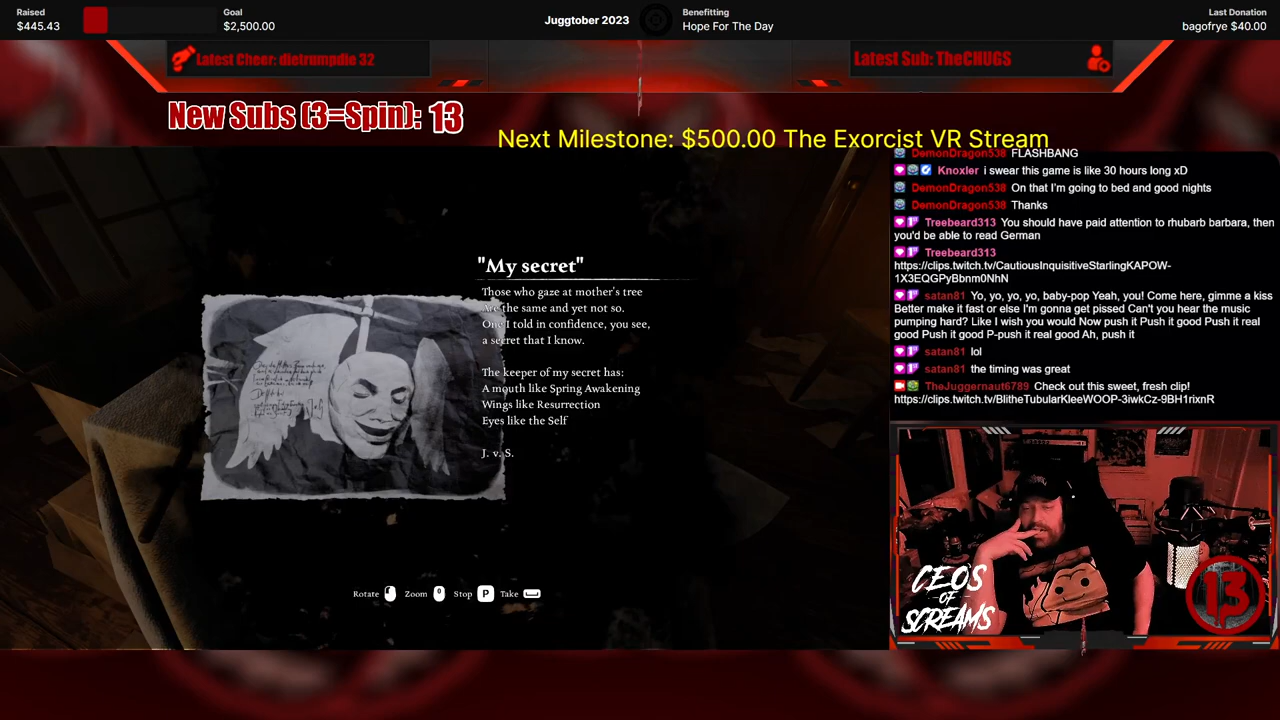 Raised
$445.43
Goal
$2,500.00
Juggtober 2023
Benefitting
Hope For The Day
Last Donation
bagofrye $40.00
Latest Cheer: dietrumpdie 32
Latest Sub: TheCHUGS
New Subs (3=Spin): 13
Next Milestone: $500.00 The Exorcist VR Stream
DemonDragon538 FLASHBANG
Knoxler i swear this game is like 30 hours long xD
DemonDragon538 On that I'm going to bed and good nights
DemonDragon538 Thanks
Treebeard313 You should have paid attention to rhubarb barbara, then
you'd be able to read German
Treebeard313
https://clips.twitch.tv/CautiousInquisitiveStarlingKAPOW-
1X3EQGPyBbnm0NhN
satan81 Yo, yo, yo, yo, baby-pop Yeah, you! Come here, gimme a kiss
Better make it fast or else I'm gonna get pissed Can't you hear the music
pumping hard? Like I wish you would Now push it Push it good Push it real
good Push it good P-push it real good Ah, push it
satan81 lol
satan81 the timing was great
TheJuggernaut6789 Check out this sweet, fresh clip!
https://clips.twitch.tv/BlitheTubularKleeWOOP-3iwkCz-9BH1rixnR
"My secret"
Those who gaze at mother's tree
Are the same and yet not so.
One I told in confidence, you see,
a secret that I know.
The keeper of my secret has:
A mouth like Spring Awakening
Wings like Resurrection
Eyes like the Self
J. v. S.
Rotate Zoom Stop P Take
CEOS
OF
SCREAMS
13